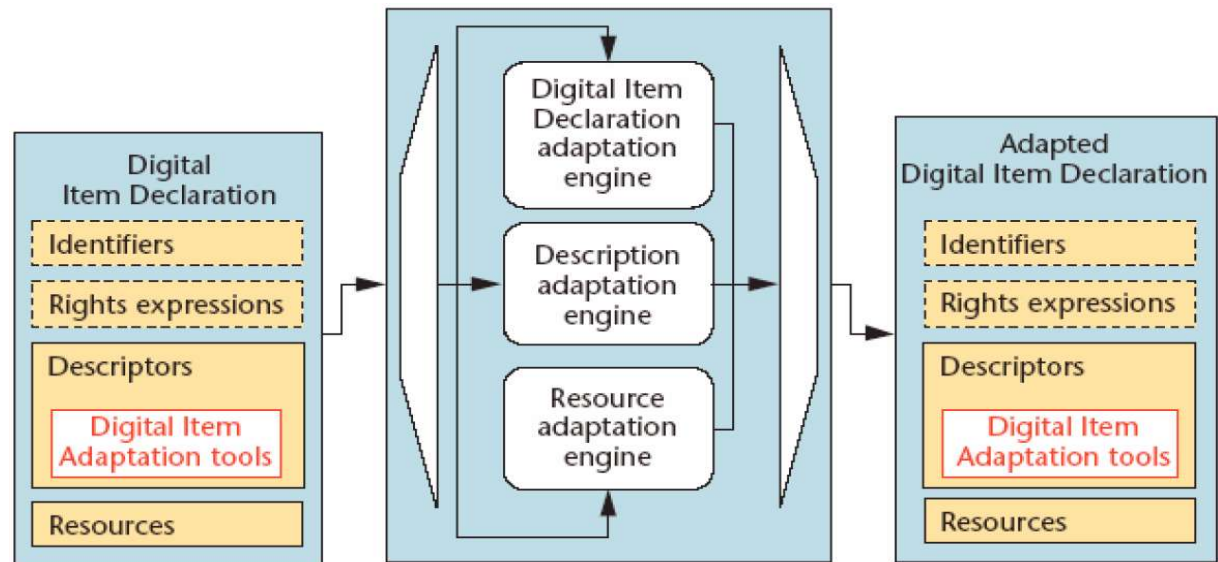 Digital
Item Declaration
Identifiers
Rights expressions
Descriptors
Digital Item
Adaptation tools
Resources
Digital Item
Declaration
adaptation
engine
Description
adaptation
engine
Resource
adaptation
engine
Adapted
Digital Item Declaration
Identifiers
Rights expressions
Descriptors
Digital Item
Adaptation tools
Resources